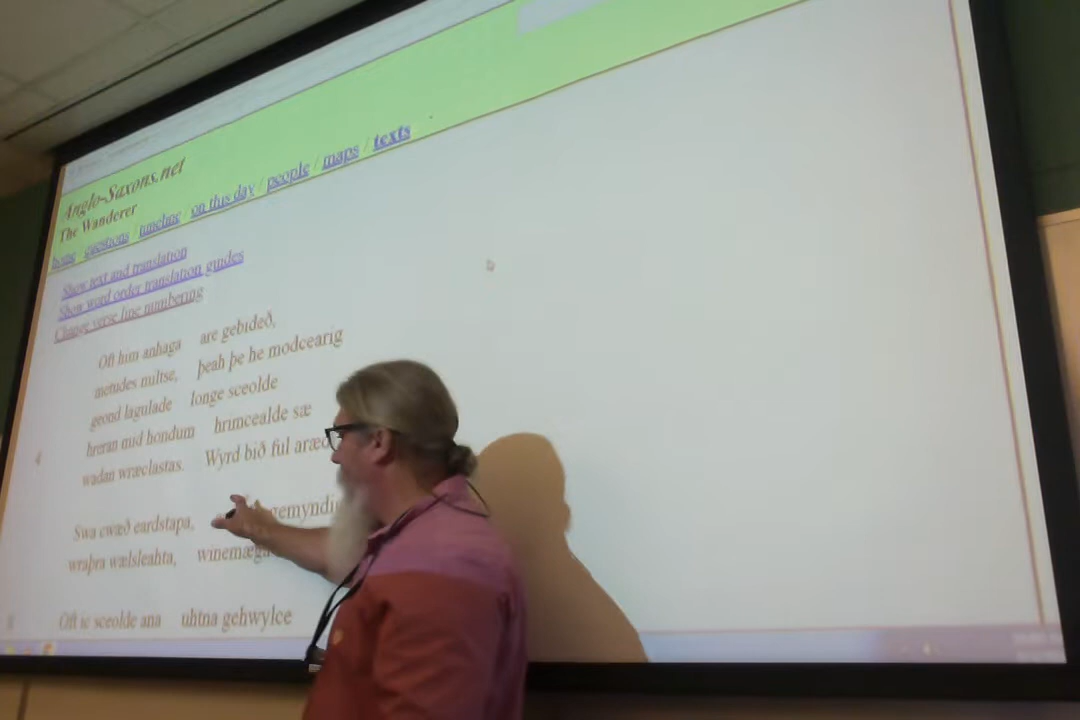 Anglo-Saxons.net
The Wanderer
home / questions / timeline / on this day / people / maps / texts
Show text and translation
Show word order translation guides
Change verse line numbering
Oft him anhaga are gebideð,
metudes miltse, þeah þe he modcearig
geond lagulade longe sceolde
hreran mid hondum hrimcealde sæ
wadan wræclastas. Wyrd bið ful aræd
Swa cwæð eardstapa, gemyndi
wraþra wælsleahta, winemæga
Oft ic sceolde ana uhtna gehwylce